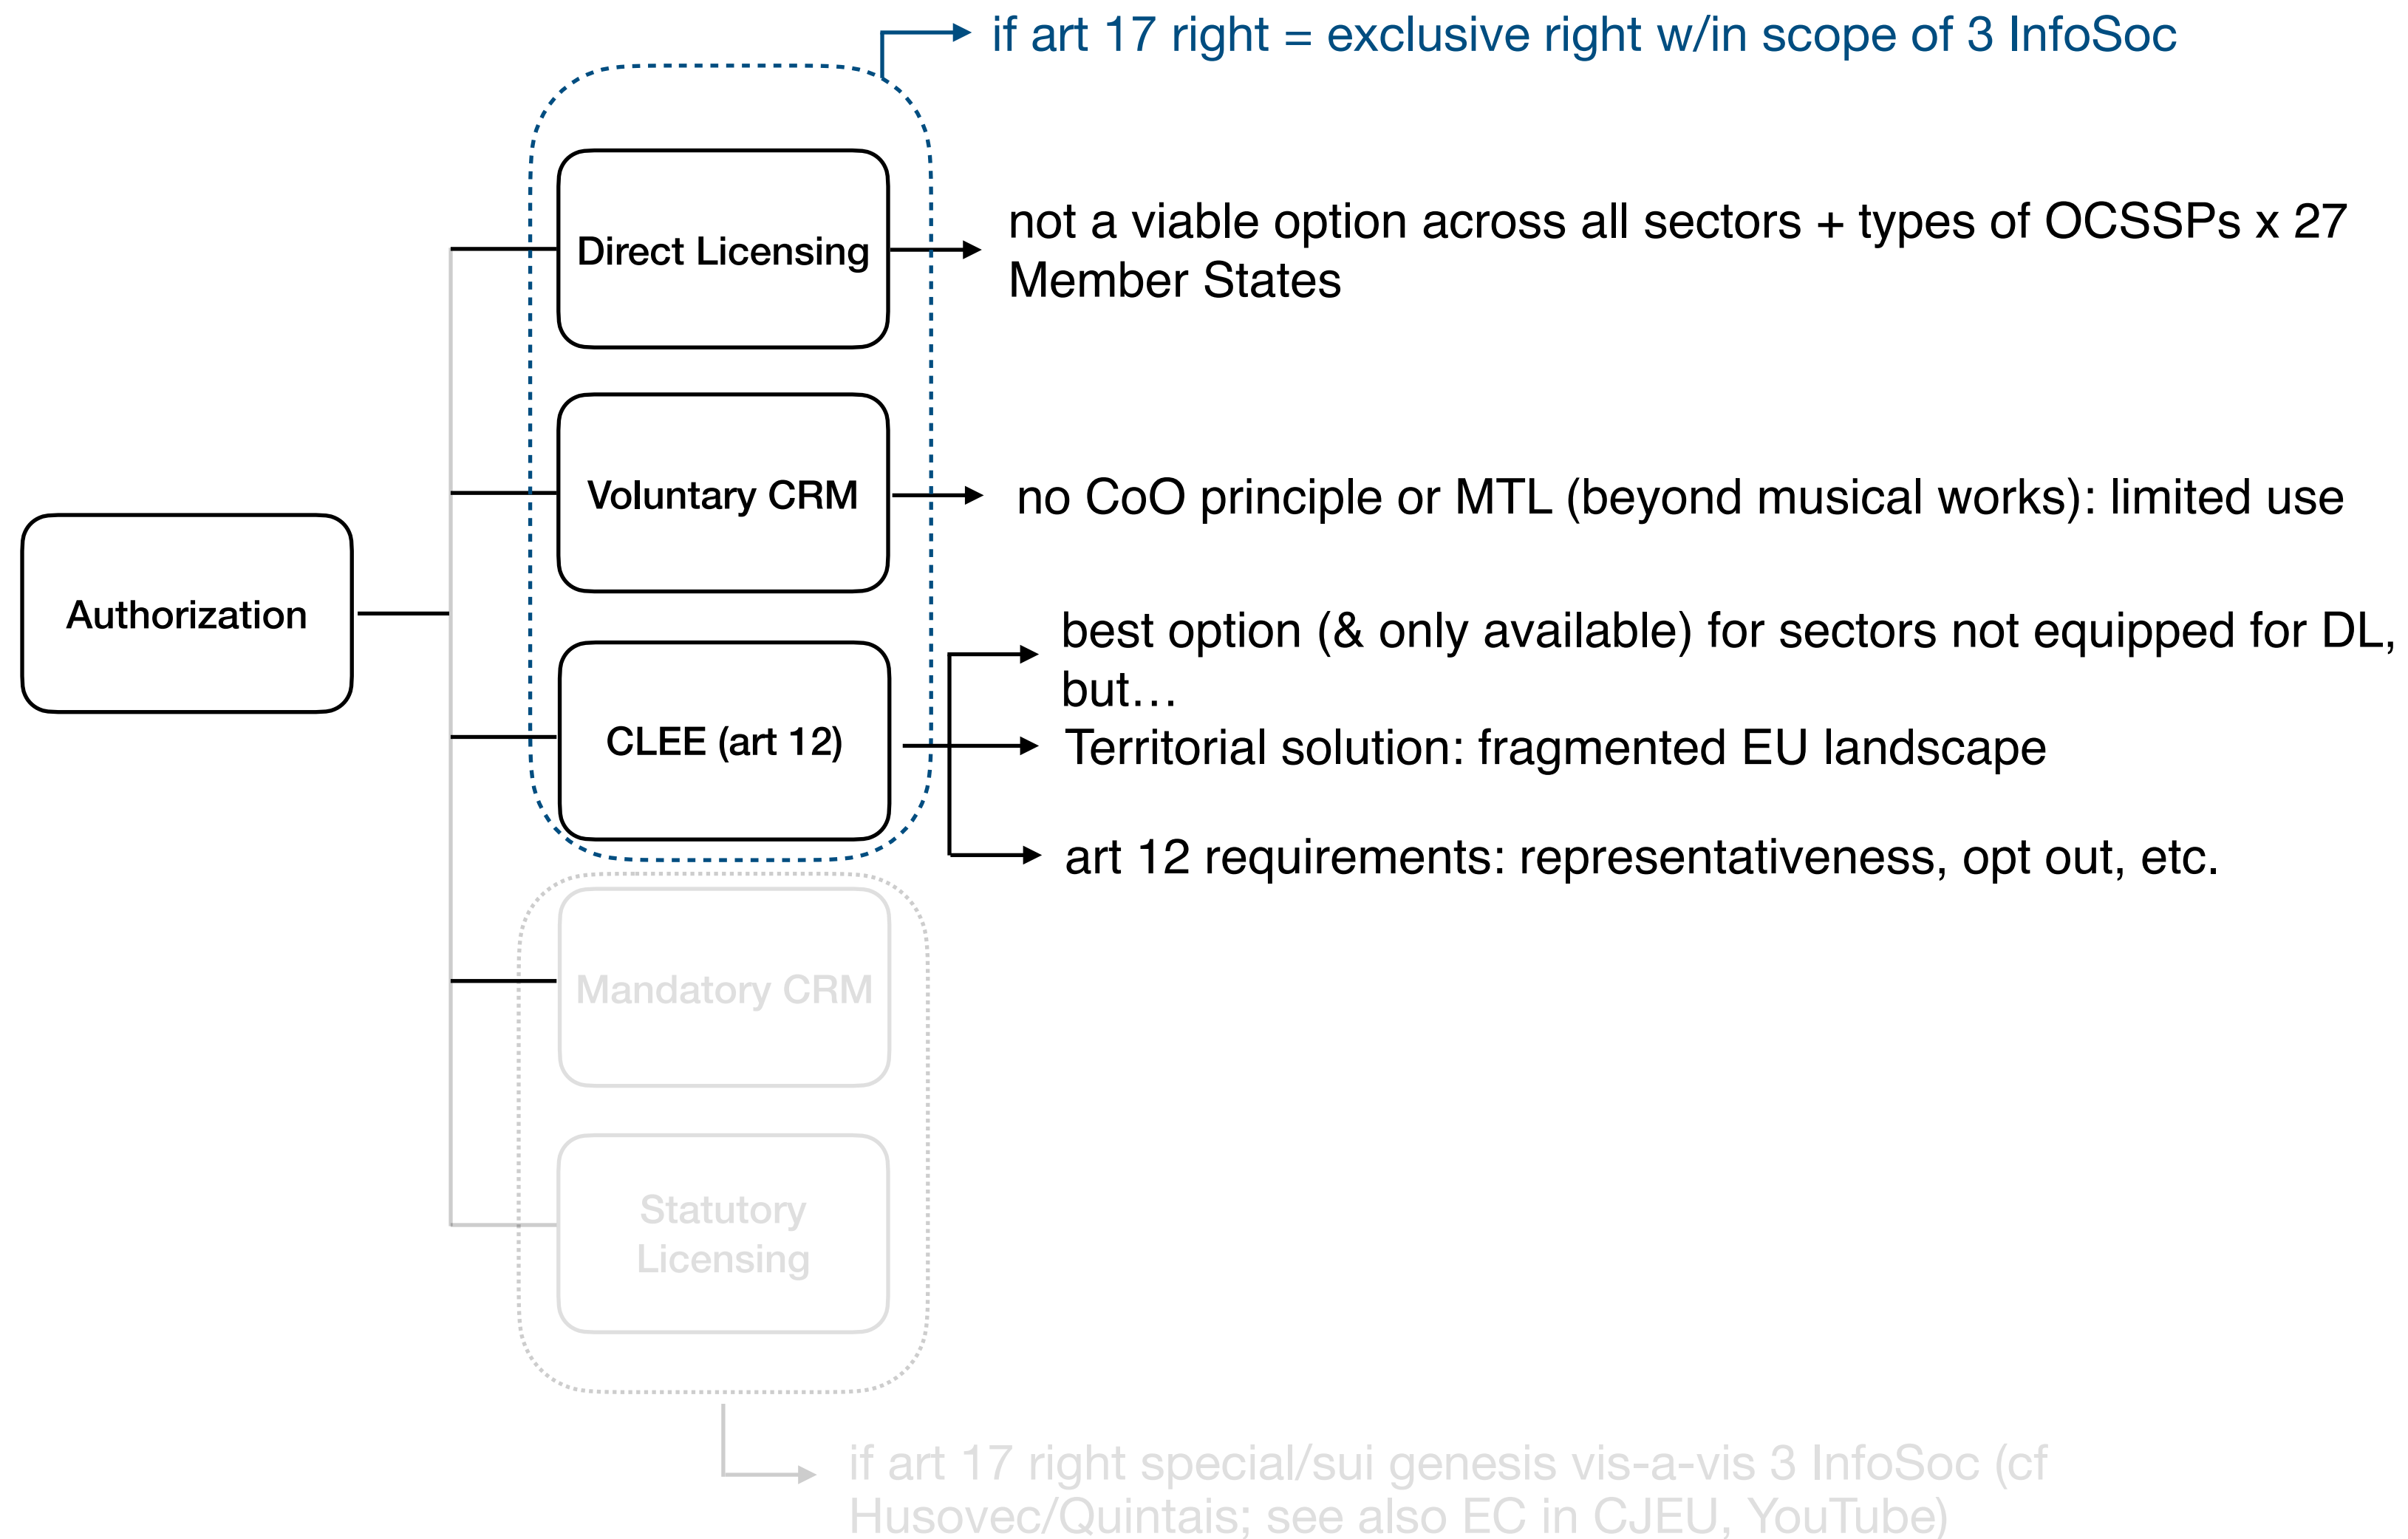 if art 17 right = exclusive right w/in scope of 3 InfoSoc
Direct Licensing
not a viable option across all sectors + types of OCSSPs x 27
Member States
Voluntary CRM
no CoO principle or MTL (beyond musical works): limited use
Authorization
best option (& only available) for sectors not equipped for DL,
but…
CLEE (art 12)
Territorial solution: fragmented EU landscape
art 12 requirements: representativeness, opt out, etc.
Mandatory CRM
Statutory
Licensing
if art 17 right special/sui genesis vis-a-vis 3 InfoSoc (cf
Husovec/Quintais; see also EC in CJEU, YouTube)